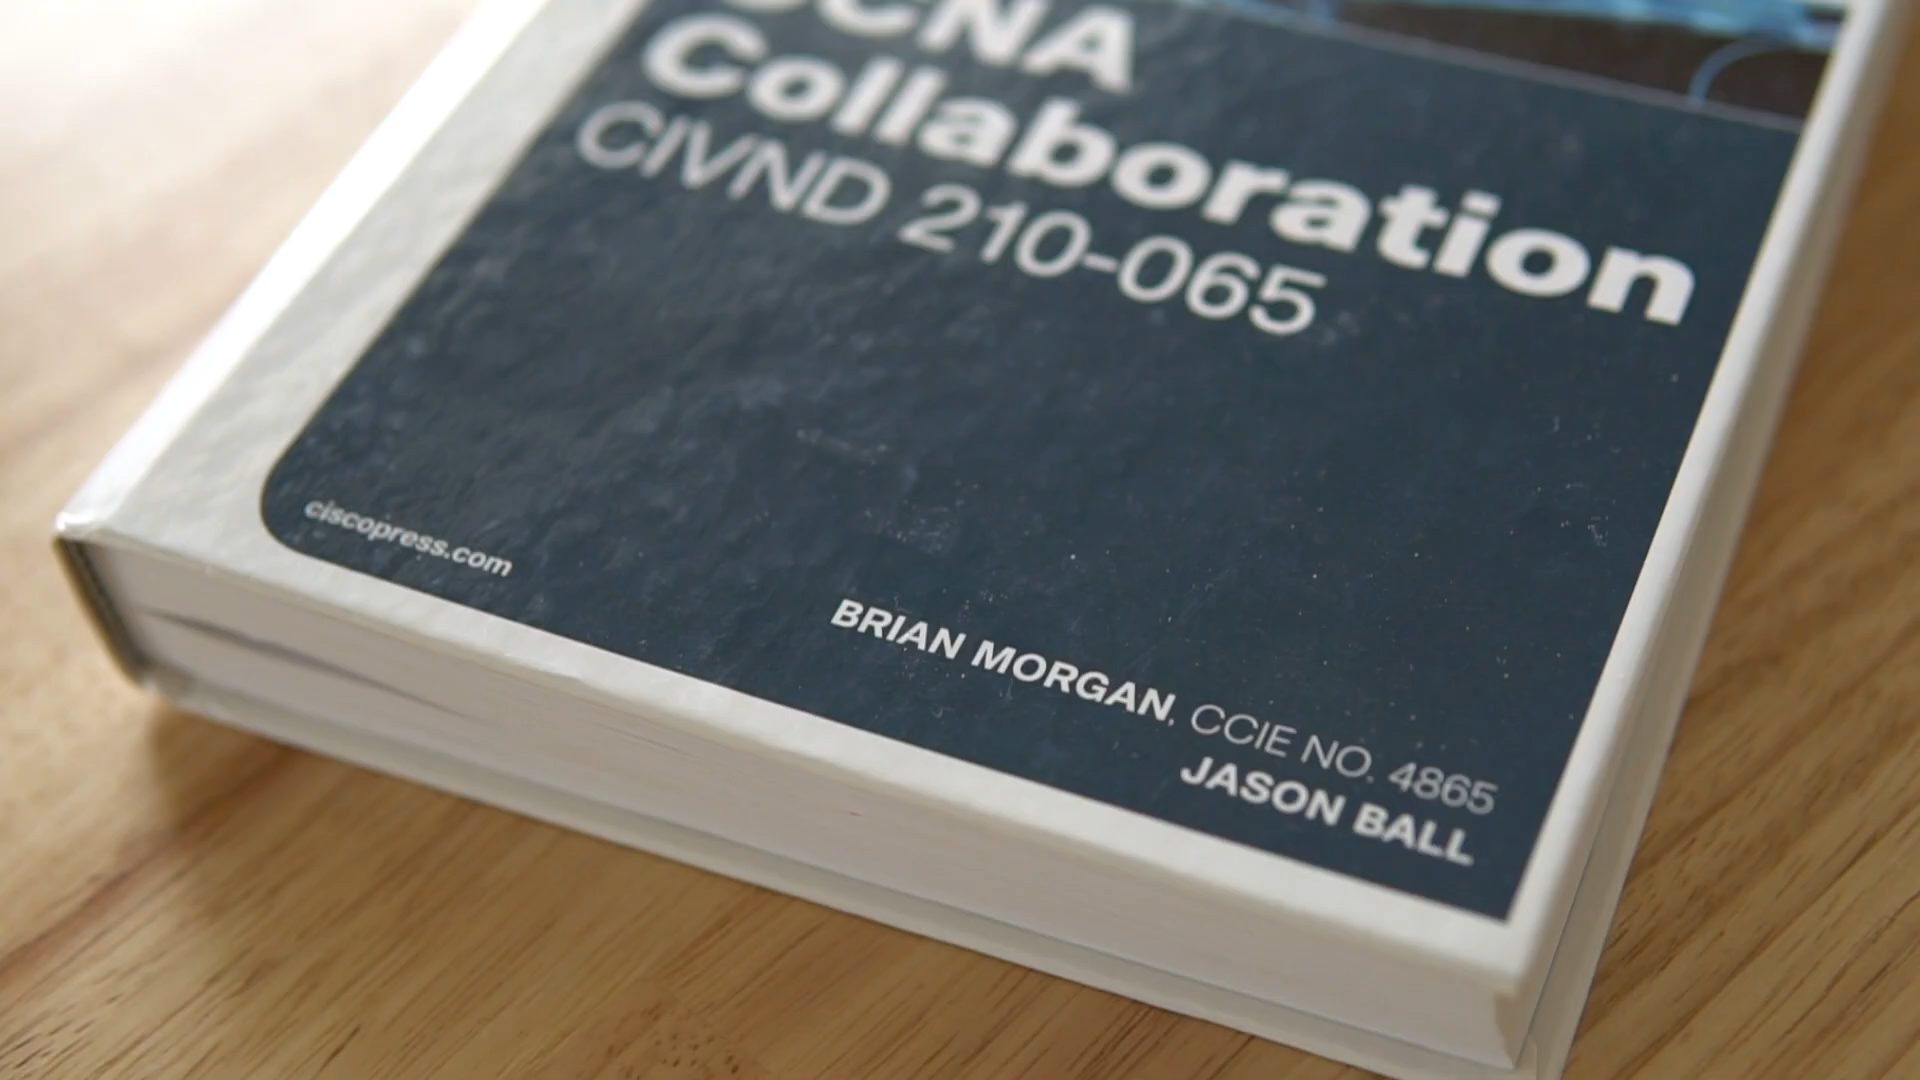 CCNA
Collaboration
CIVND 210-065
ciscopress.com
BRIAN MORGAN, CCIE NO. 4865
JASON BALL